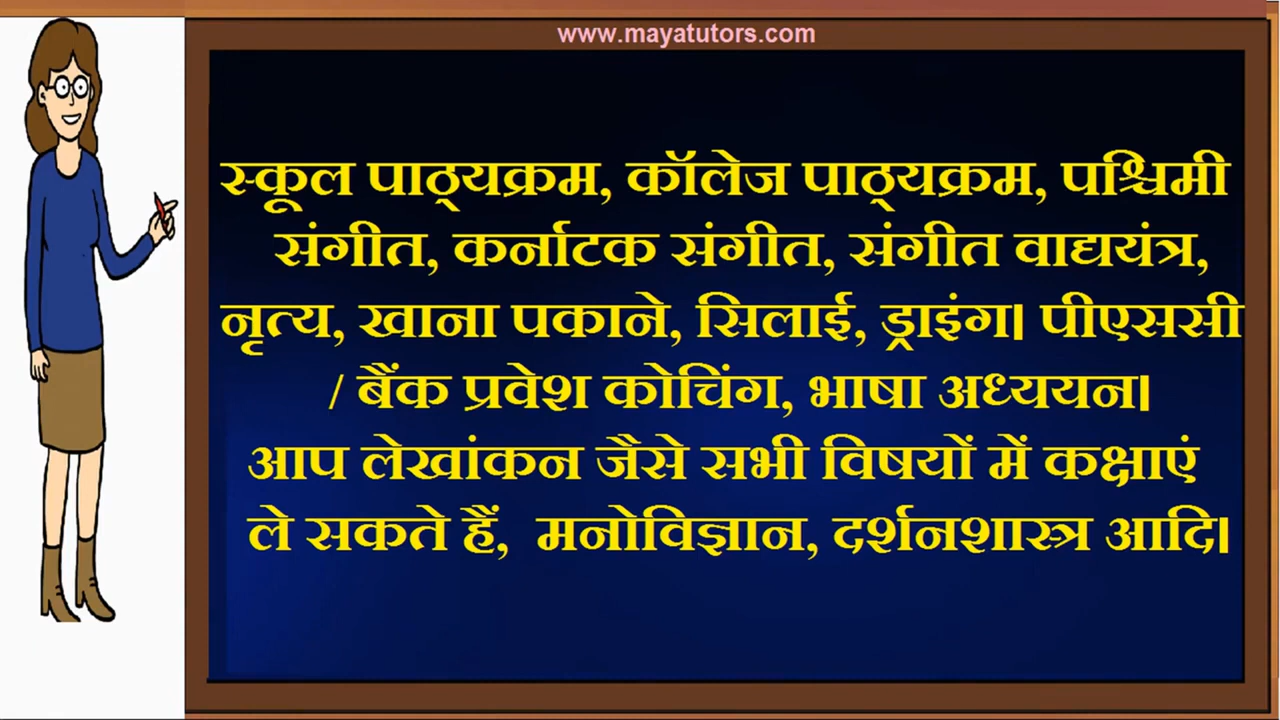 www.mayatutors.com
स्कूल पाठ्यक्रम, कॉलेज पाठ्यक्रम, पश्चिमी
संगीत, कर्नाटक संगीत, संगीत वाद्ययंत्र,
नृत्य, खाना पकाने, सिलाई, ड्राइंग। पीएससी
/ बैंक प्रवेश कोचिंग, भाषा अध्ययन।
आप लेखांकन जैसे सभी विषयों में कक्षाएं
ले सकते हैं, मनोविज्ञान, दर्शनशास्त्र आदि।